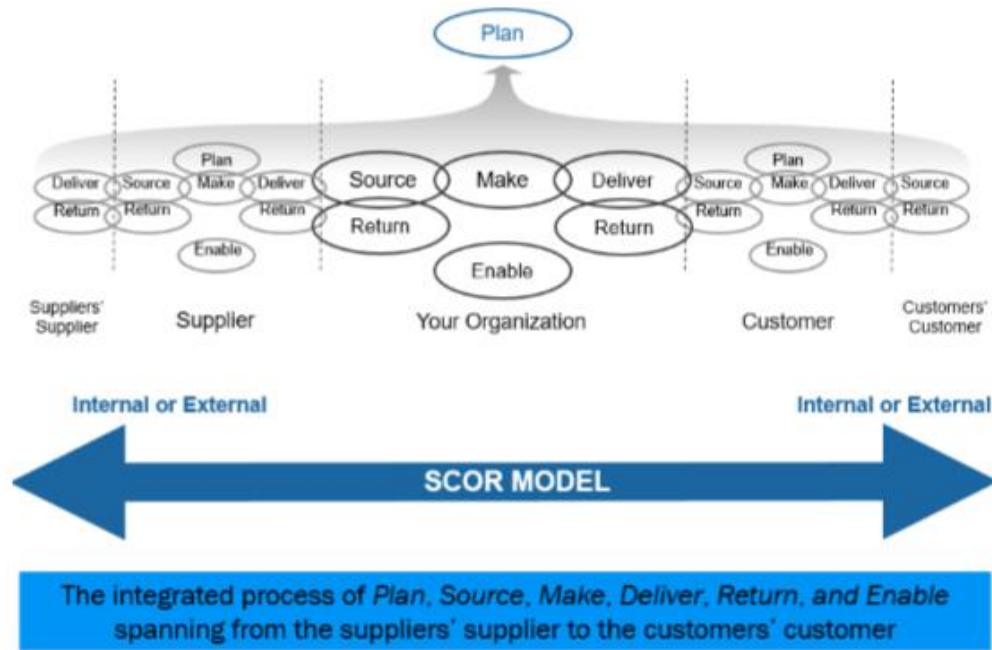 Plan
Plan
Plan
Deliver Source Make Deliver Source Make Deliver Source Make Deliver Source
Return Return Return Return Return Return Return Return
Enable Enable Enable
Suppliers' Supplier Your Organization Customer Customers'
Supplier Customer
Internal or External Internal or External
SCOR MODEL
The integrated process of Plan, Source, Make, Deliver, Return, and Enable
spanning from the suppliers' supplier to the customers' customer